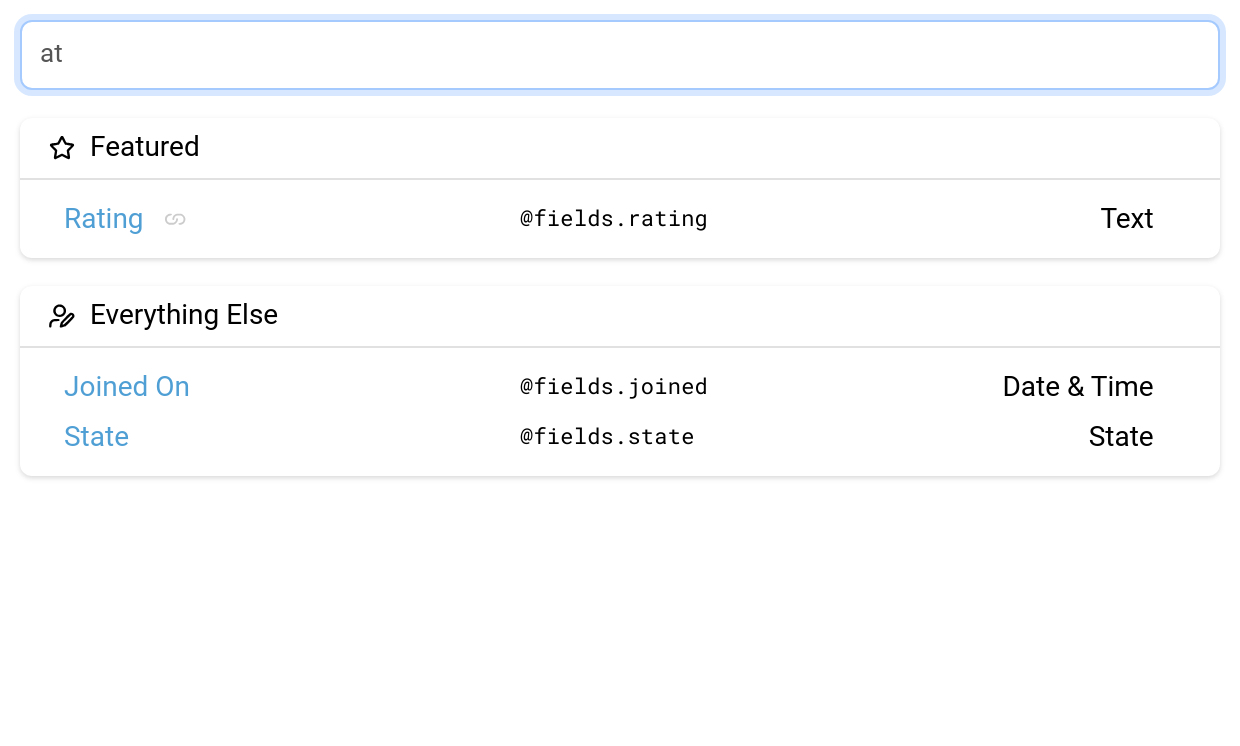 at
Featured
Rating @fields.rating Text
Everything Else
Joined On @fields.joined Date & Time
State @fields.state State